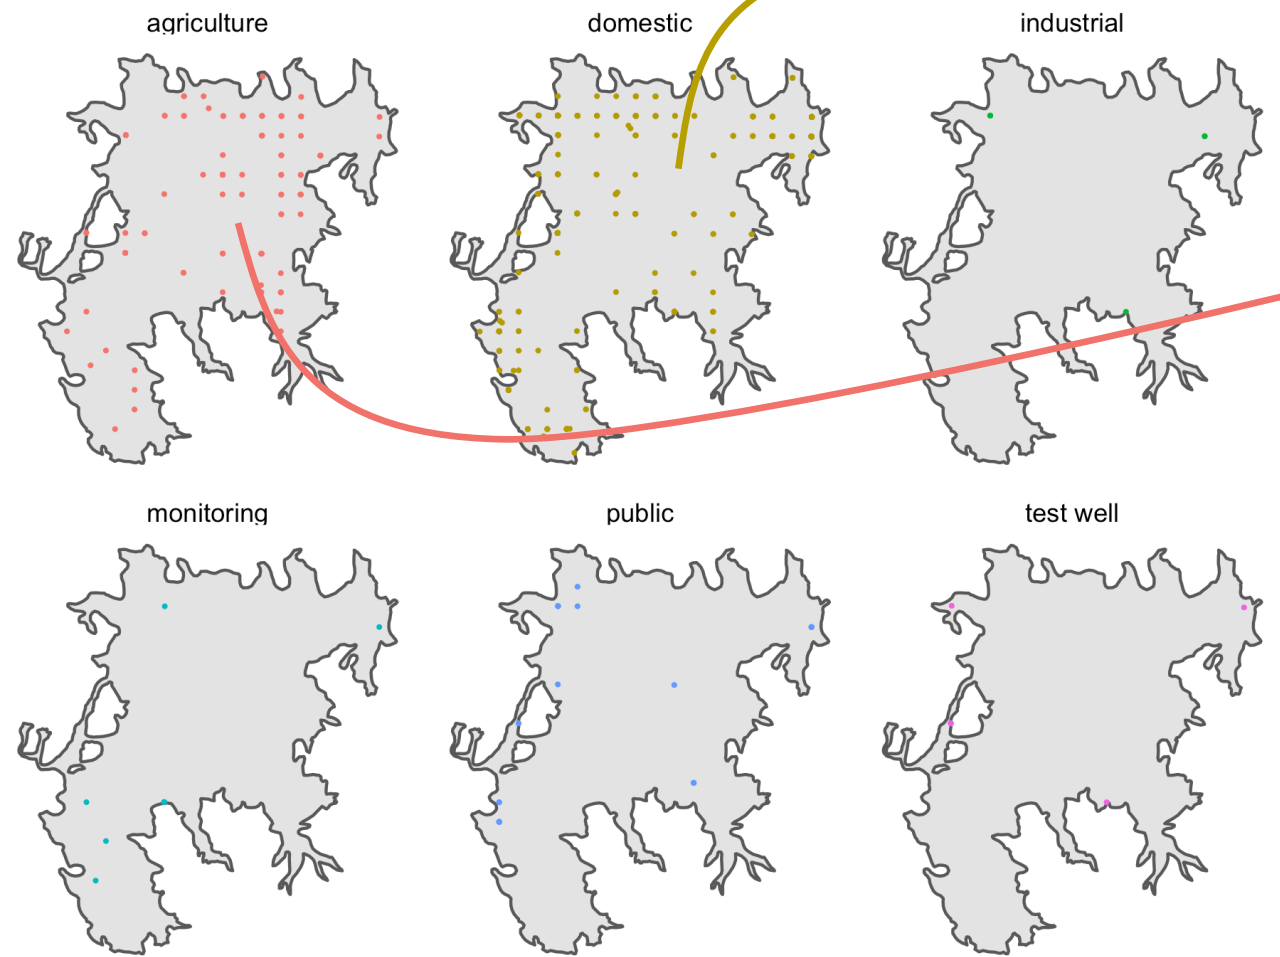 agriculture
domestic
industrial
monitoring
public
test well